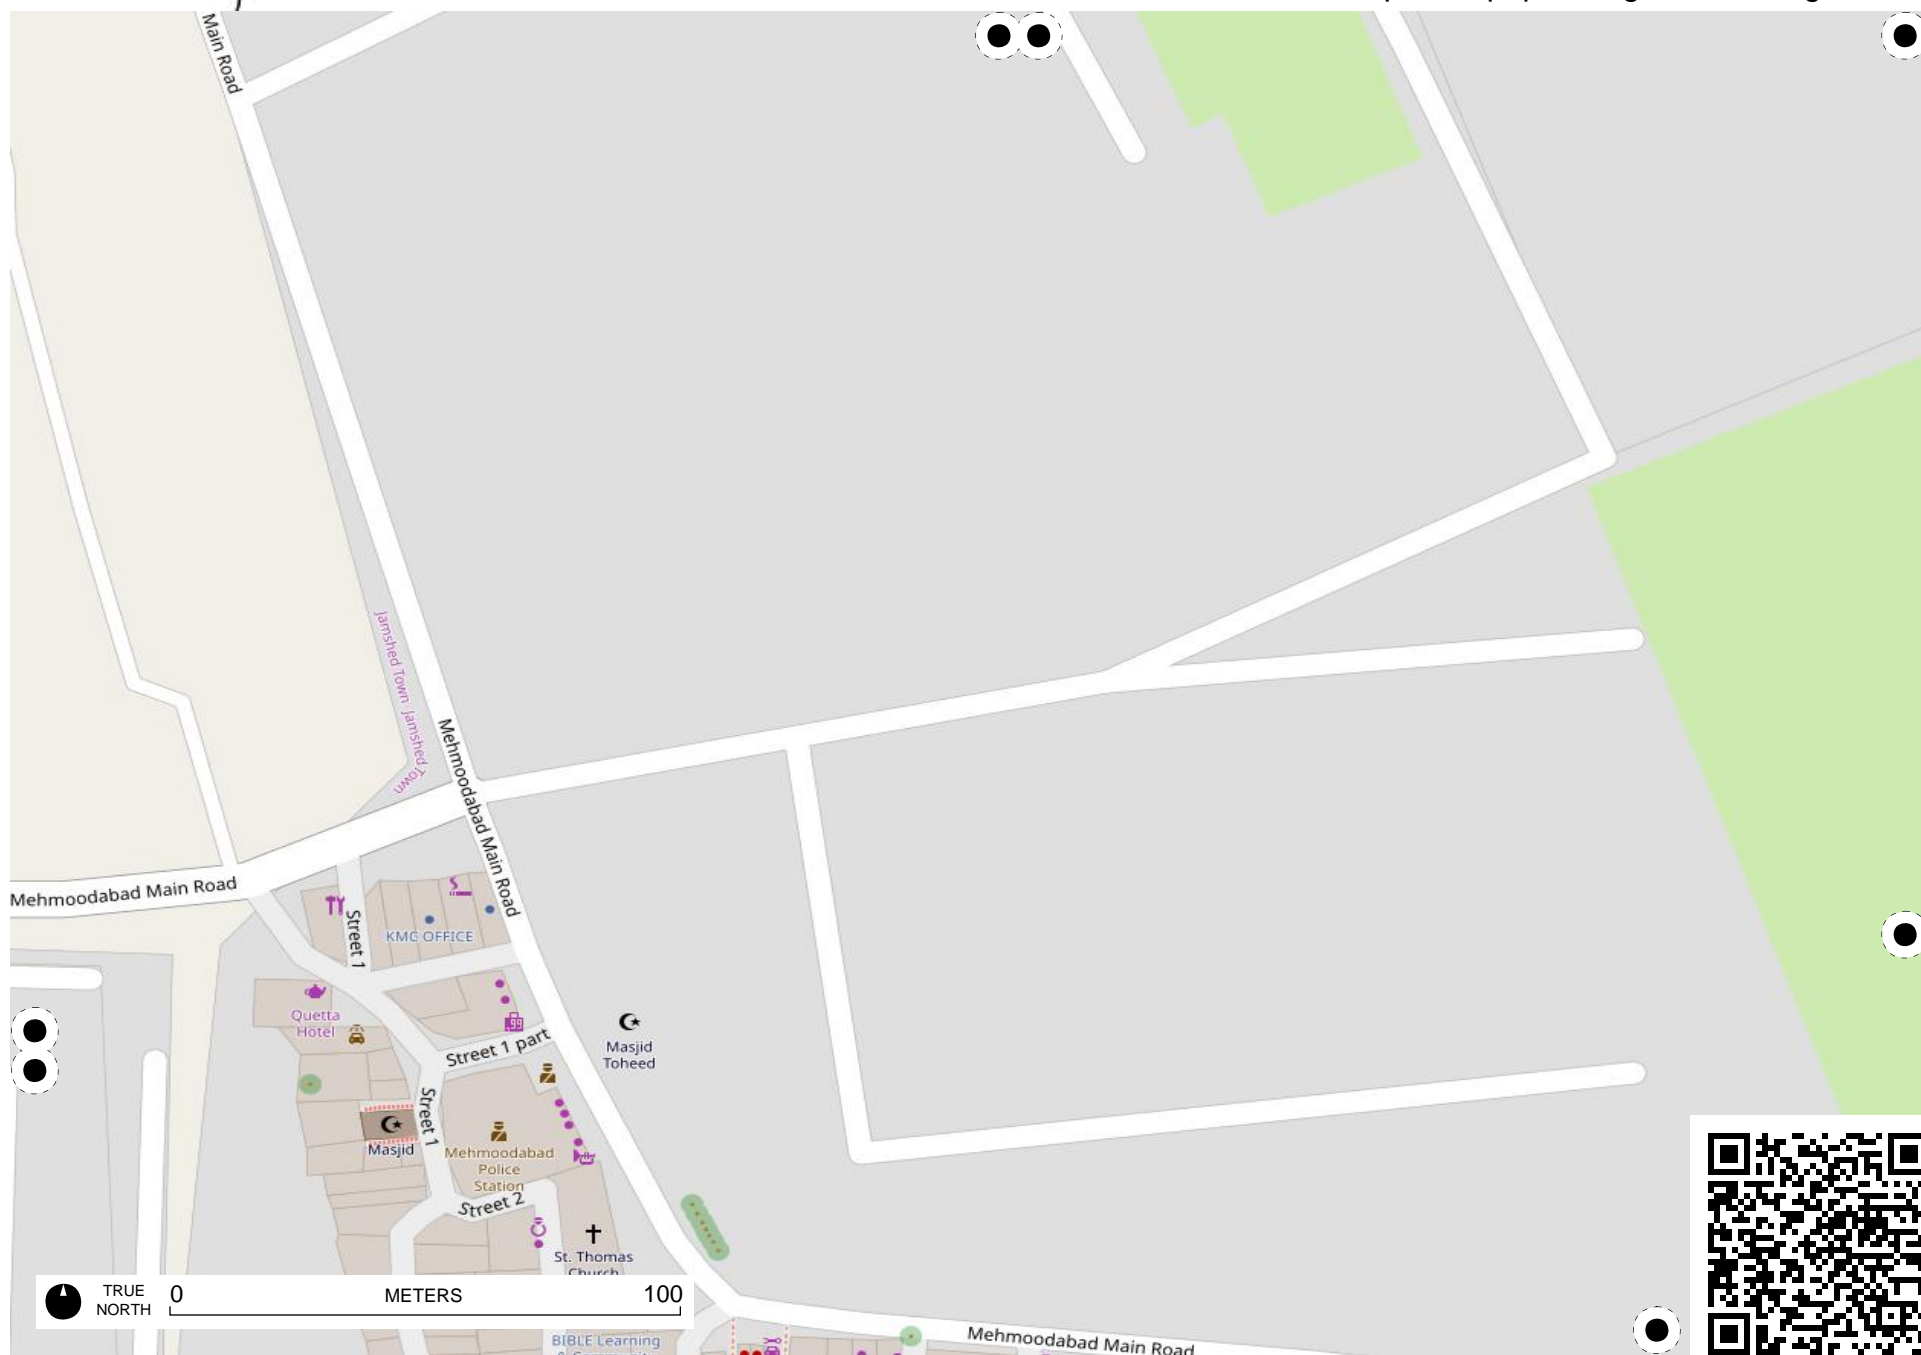 Main Road
Jamshed Town
Jamshed Town
Mehmoodabad Main Road
Mehmoodabad Main Road
Street 1
KMC OFFICE
Quetta
Hotel
Street 1 part
Masjid
Toheed
Street 1
Masjid
Mehmoodabad
Police
Station
Street 2
St. Thomas
Church
TRUE
NORTH
0
METERS
100
BIBLE Learning
Mehmoodabad Main Road